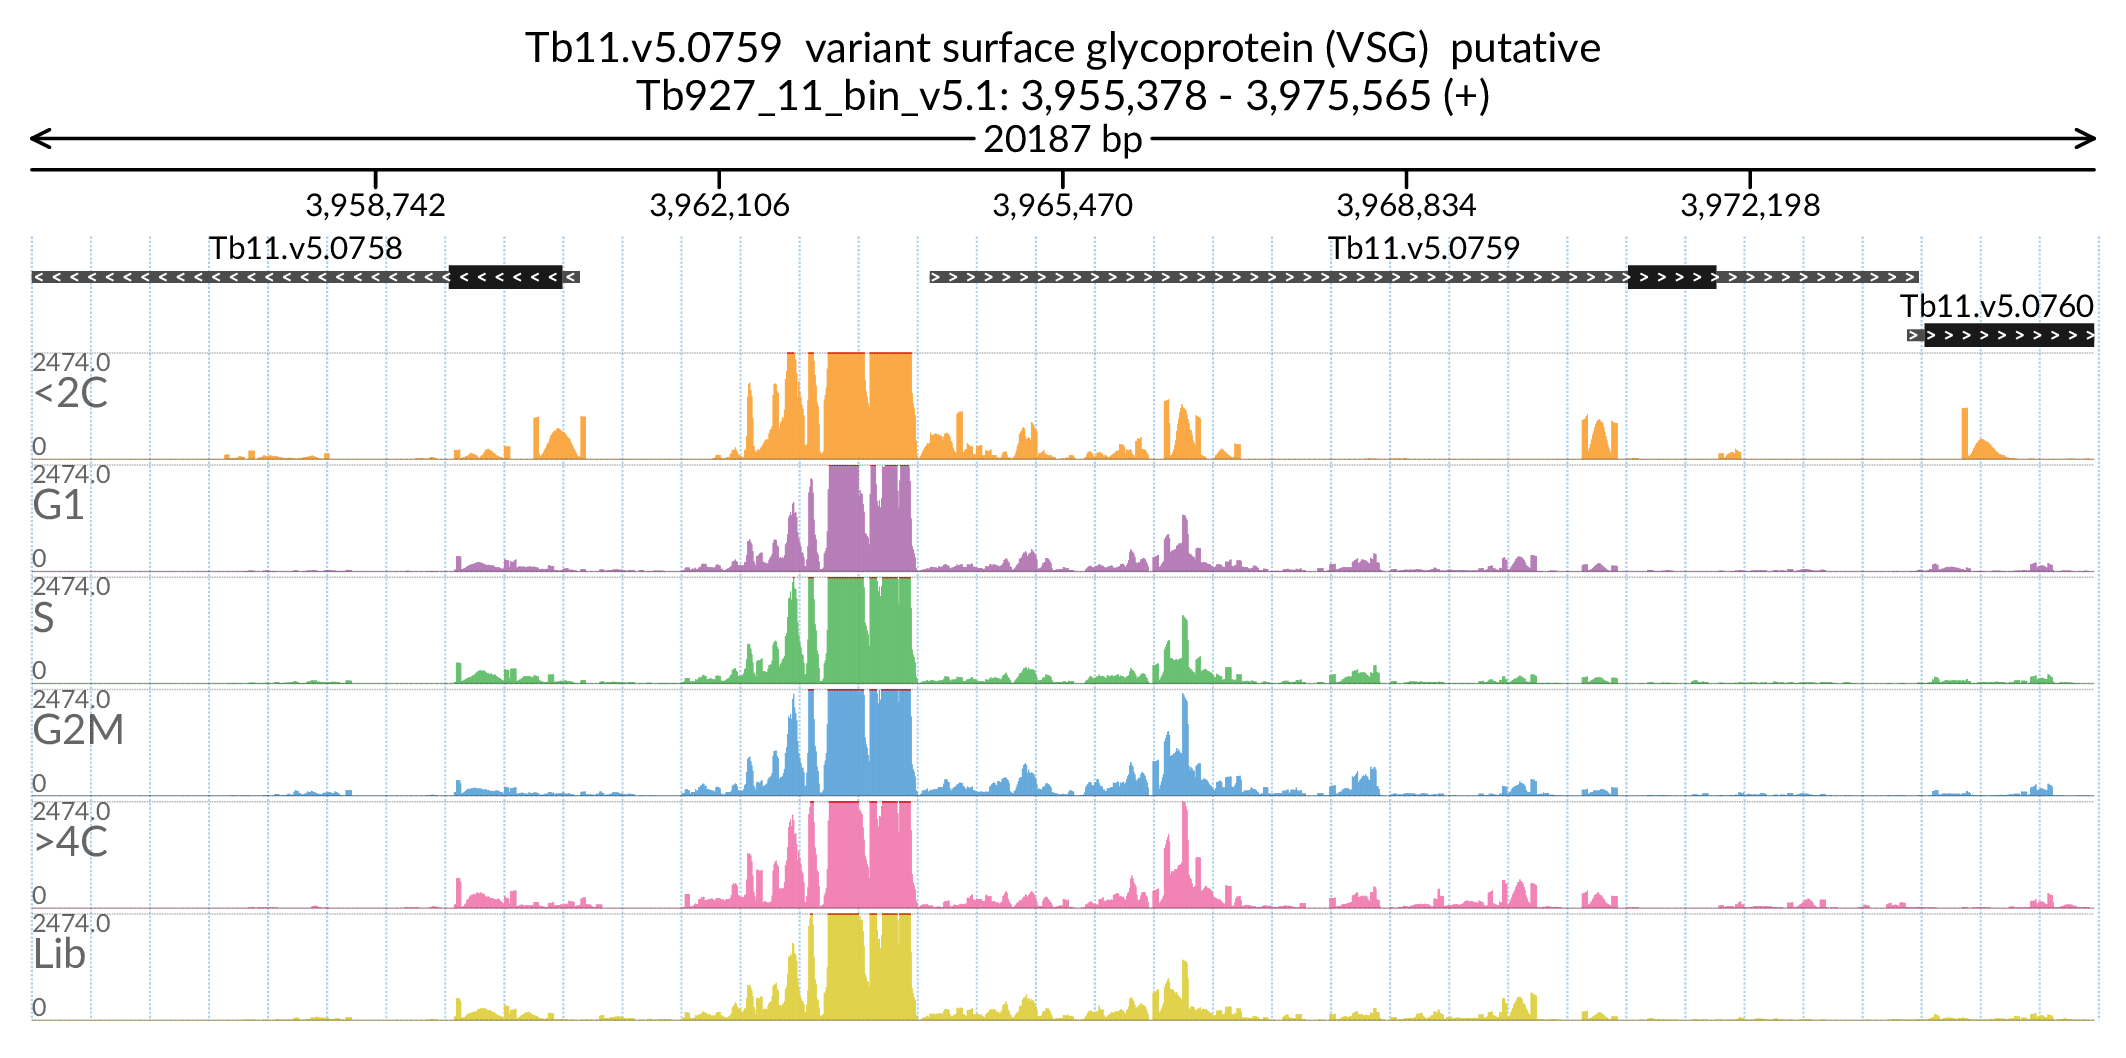 Tb11.v5.0759  variant surface glycoprotein (VSG)  putative
Tb927_11_bin_v5.1: 3,955,378 - 3,975,565 (+)
20187 bp
3,958,742 3,962,106 3,965,470 3,968,834 3,972,198
Tb11.v5.0758 Tb11.v5.0759
Tb11.v5.0760
2474.0
<2C
0
2474.0
G1
0
2474.0
S
0
2474.0
G2M
0
2474.0
>4C
0
2474.0
Lib
0